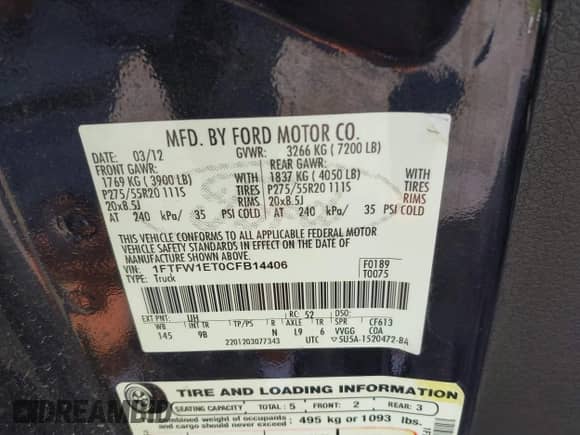 MFD. BY FORD MOTOR CO.
DATE: 03/12 GVWR: 3266 KG ( 7200 LB)
FRONT GAWR: REAR GAWR:
1769 KG ( 3900 LB) WITH 1837 KG ( 4050 LB) WITH
P275/55R20 111S TIRES P275/55R20 111S TIRES
20x8.5J RIMS 20x8.5J RIMS
AT 240 kPa/ 35 PSI COLD AT 240 kPa/ 35 PSI COLD
THIS VEHICLE CONFORMS TO ALL APPLICABLE FEDERAL MOTOR
VEHICLE SAFETY STANDARDS IN EFFECT ON THE DATE OF MANUFACTURE
SHOWN ABOVE.
VIN: 1FTFW1ET0CFB14406 F0189
TYPE: Truck T0075
EXT PNT: UH RC: 52 DSO:
WB INT TR TP/PS R AXLE TR SPR CF613
145 9B N L9 6 VVGG COA
2201203077343 UTC 5U5A-1520472-BA
TIRE AND LOADING INFORMATION
SEATING CAPACITY TOTAL: 5 FRONT: 2 REAR: 3
weight of occupants 495 kg or 1093 lbs.
DREAMBID